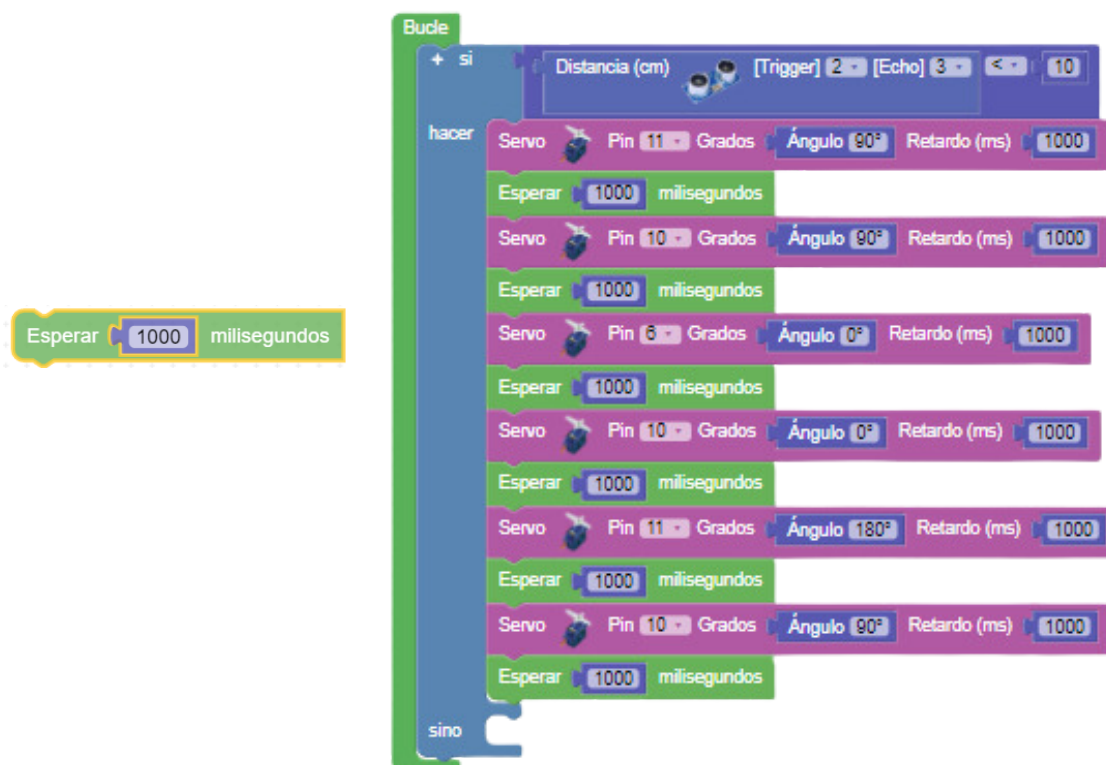 Bucle
+ si Distancia (cm) [Trigger] 2 [Echo] 3 < 10
hacer Servo Pin 11 Grados Ángulo 90° Retardo (ms) 1000
Esperar 1000 milisegundos
Servo Pin 10 Grados Ángulo 90° Retardo (ms) 1000
Esperar 1000 milisegundos
Esperar 1000 milisegundos
Servo Pin 6 Grados Ángulo 0° Retardo (ms) 1000
Esperar 1000 milisegundos
Servo Pin 10 Grados Ángulo 0° Retardo (ms) 1000
Esperar 1000 milisegundos
Servo Pin 11 Grados Ángulo 180° Retardo (ms) 1000
Esperar 1000 milisegundos
Servo Pin 10 Grados Ángulo 90° Retardo (ms) 1000
Esperar 1000 milisegundos
sino